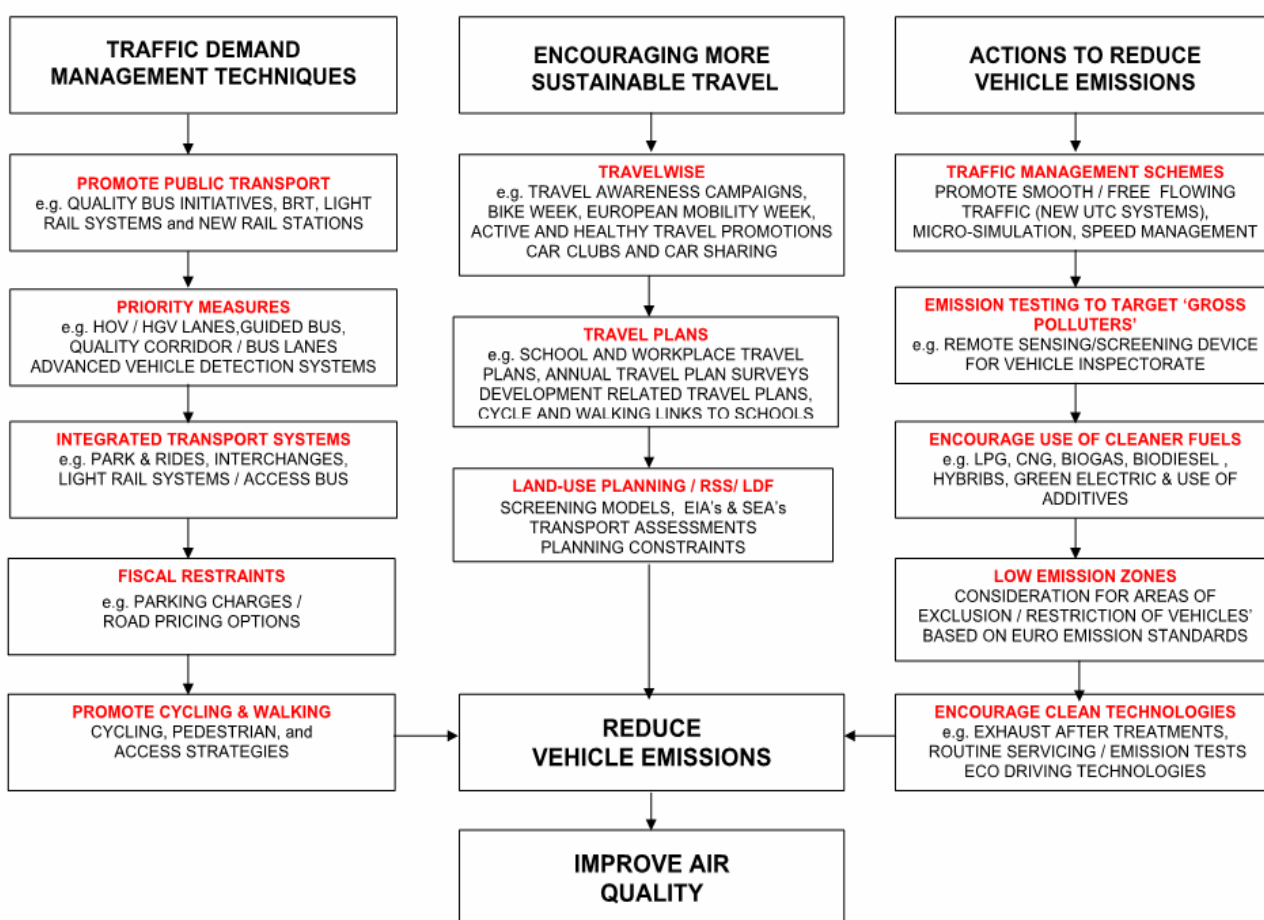 TRAFFIC DEMAND
MANAGEMENT TECHNIQUES
PROMOTE PUBLIC TRANSPORT
e.g. QUALITY BUS INITIATIVES, BRT, LIGHT
RAIL SYSTEMS and NEW RAIL STATIONS
PRIORITY MEASURES
e.g. HOV / HGV LANES,GUIDED BUS,
QUALITY CORRIDOR / BUS LANES
ADVANCED VEHICLE DETECTION SYSTEMS
INTEGRATED TRANSPORT SYSTEMS
e.g. PARK & RIDES, INTERCHANGES,
LIGHT RAIL SYSTEMS / ACCESS BUS
FISCAL RESTRAINTS
e.g. PARKING CHARGES /
ROAD PRICING OPTIONS
PROMOTE CYCLING & WALKING
CYCLING, PEDESTRIAN, and
ACCESS STRATEGIES
ENCOURAGING MORE
SUSTAINABLE TRAVEL
TRAVELWISE
e.g. TRAVEL AWARENESS CAMPAIGNS,
BIKE WEEK, EUROPEAN MOBILITY WEEK,
ACTIVE AND HEALTHY TRAVEL PROMOTIONS
CAR CLUBS AND CAR SHARING
TRAVEL PLANS
e.g. SCHOOL AND WORKPLACE TRAVEL
PLANS, ANNUAL TRAVEL PLAN SURVEYS
DEVELOPMENT RELATED TRAVEL PLANS,
CYCLE AND WALKING LINKS TO SCHOOLS
LAND-USE PLANNING / RSS/ LDF
SCREENING MODELS, EIA's & SEA's
TRANSPORT ASSESSMENTS
PLANNING CONSTRAINTS
ACTIONS TO REDUCE
VEHICLE EMISSIONS
TRAFFIC MANAGEMENT SCHEMES
PROMOTE SMOOTH / FREE FLOWING
TRAFFIC (NEW UTC SYSTEMS),
MICRO-SIMULATION, SPEED MANAGEMENT
EMISSION TESTING TO TARGET ‘GROSS
POLLUTERS’
e.g. REMOTE SENSING/SCREENING DEVICE
FOR VEHICLE INSPECTORATE
ENCOURAGE USE OF CLEANER FUELS
e.g. LPG, CNG, BIOGAS, BIODIESEL ,
HYBRIBS, GREEN ELECTRIC & USE OF
ADDITIVES
LOW EMISSION ZONES
CONSIDERATION FOR AREAS OF
EXCLUSION / RESTRICTION OF VEHICLES’
BASED ON EURO EMISSION STANDARDS
ENCOURAGE CLEAN TECHNOLOGIES
e.g. EXHAUST AFTER TREATMENTS,
ROUTINE SERVICING / EMISSION TESTS
ECO DRIVING TECHNOLOGIES
REDUCE
VEHICLE EMISSIONS
IMPROVE AIR
QUALITY